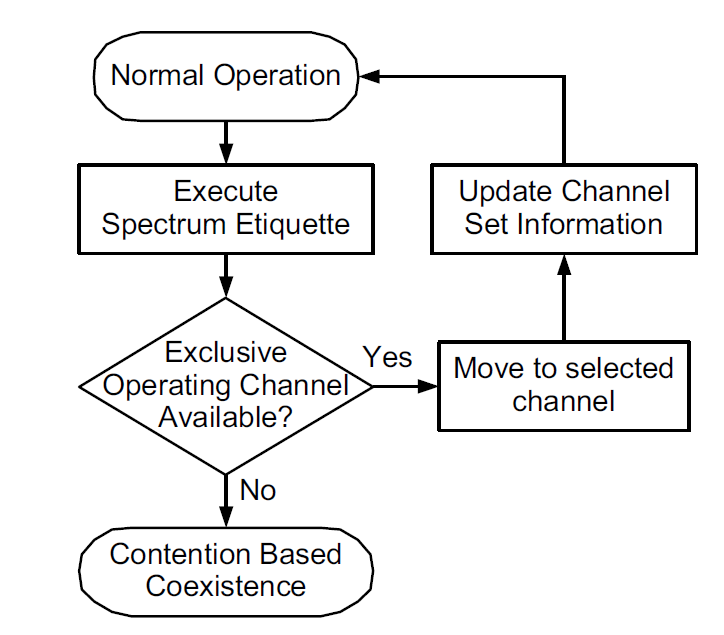 Normal Operation
Execute
Spectrum Etiquette
Update Channel
Set Information
Exclusive
Operating Channel
Available?
Yes
Move to selected
channel
No
Contention Based
Coexistence